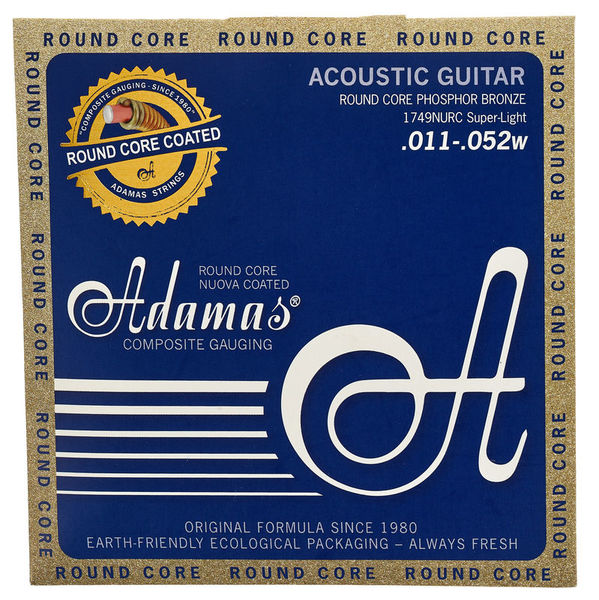 ROUND CORE ROUND CORE ROUND CORE
ROUND CORE ROUND CORE ROUND CORE ROUND CORE
"COMPOSITE GAUGING - SINCE 1980"
ROUND CORE COATED
A
ADAMAS STRINGS
ACOUSTIC GUITAR
ROUND CORE PHOSPHOR BRONZE
1749NURC Super-Light
.011-.052w
ROUND CORE
NUOVA COATED
Adamas®
COMPOSITE GAUGING
A
ORIGINAL FORMULA SINCE 1980
EARTH-FRIENDLY ECOLOGICAL PACKAGING – ALWAYS FRESH
ROUND CORE ROUND CORE ROUND CORE
ROUND CORE ROUND CORE ROUND CORE